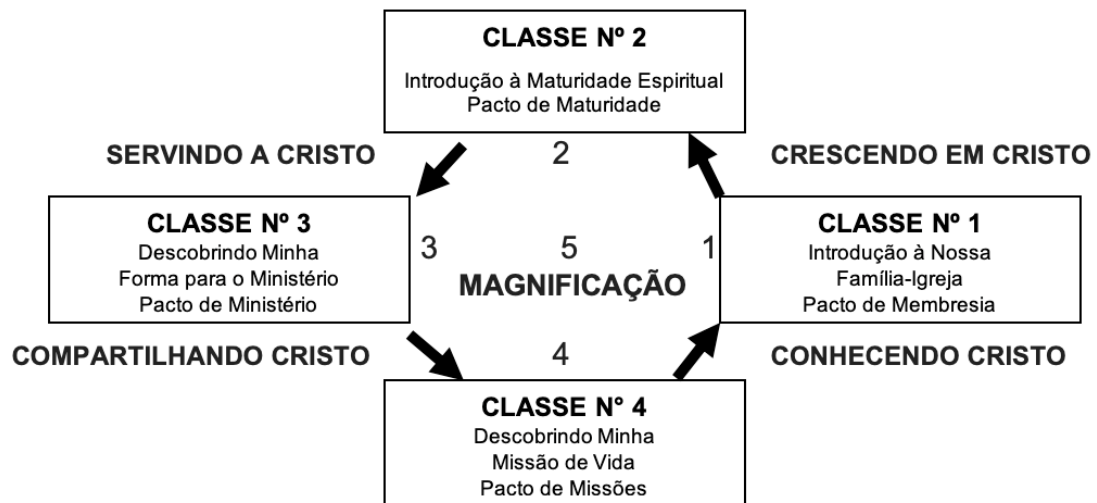 CLASSE Nº 2
Introdução à Maturidade Espiritual
Pacto de Maturidade
SERVINDO A CRISTO
2
CRESCENDO EM CRISTO
CLASSE Nº 3
Descobrindo Minha
Forma para o Ministério
Pacto de Ministério
3
5
MAGNIFICAÇÃO
1
CLASSE Nº 1
Introdução à Nossa
Família-Igreja
Pacto de Membresia
COMPARTILHANDO CRISTO
4
CONHECENDO CRISTO
CLASSE N° 4
Descobrindo Minha
Missão de Vida
Pacto de Missões